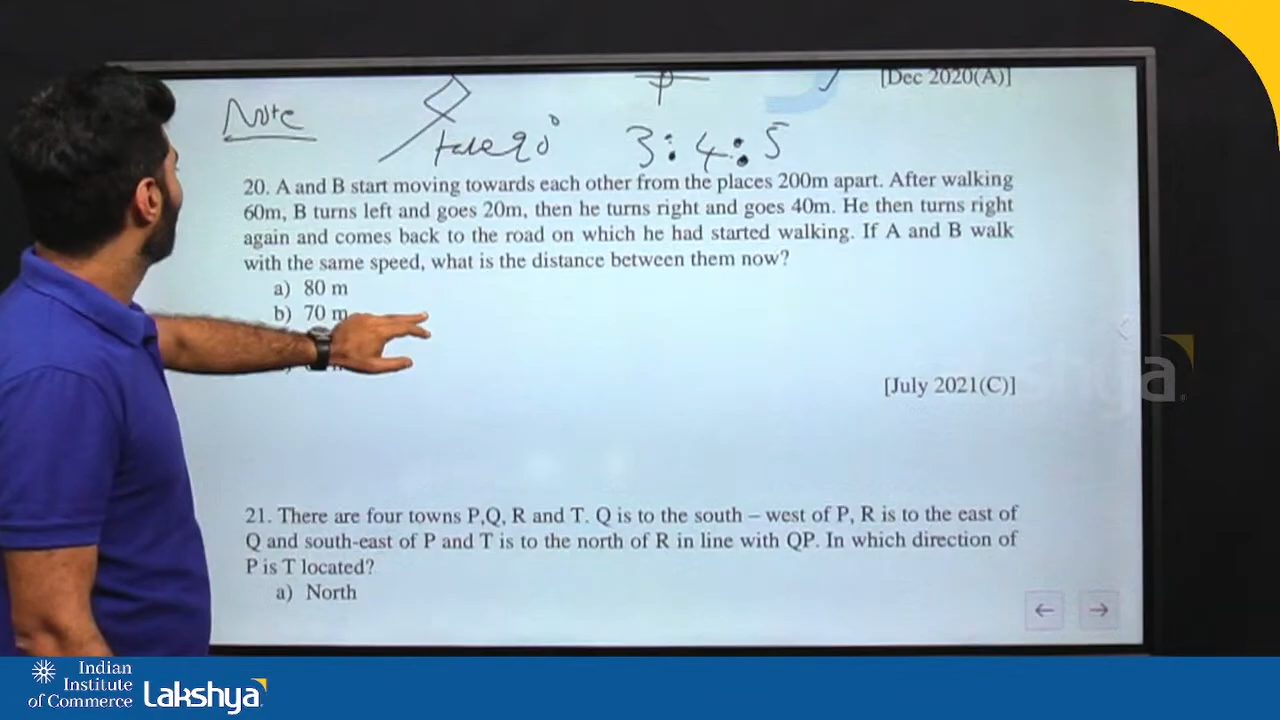 [Dec 2020(A)]
Note
take 90°
3:4:5
20. A and B start moving towards each other from the places 200m apart. After walking
60m, B turns left and goes 20m, then he turns right and goes 40m. He then turns right
again and comes back to the road on which he had started walking. If A and B walk
with the same speed, what is the distance between them now?
a) 80 m
b) 70 m
[July 2021(C)]
21. There are four towns P,Q, R and T. Q is to the south – west of P, R is to the east of
Q and south-east of P and T is to the north of R in line with QP. In which direction of
P is T located?
a) North
Indian
Institute
of Commerce
Lakshya